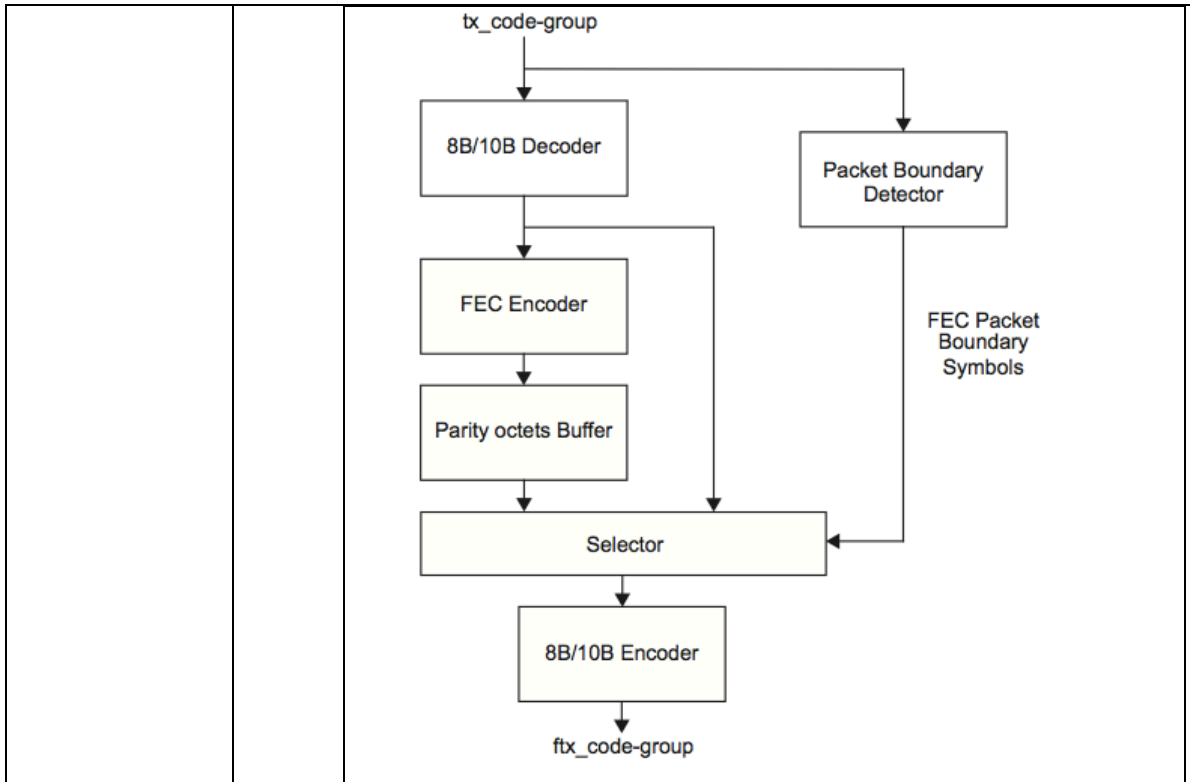 tx_code-group
8B/10B Decoder
Packet Boundary
Detector
FEC Encoder
FEC Packet
Boundary
Symbols
Parity octets Buffer
Selector
8B/10B Encoder
ftx_code-group